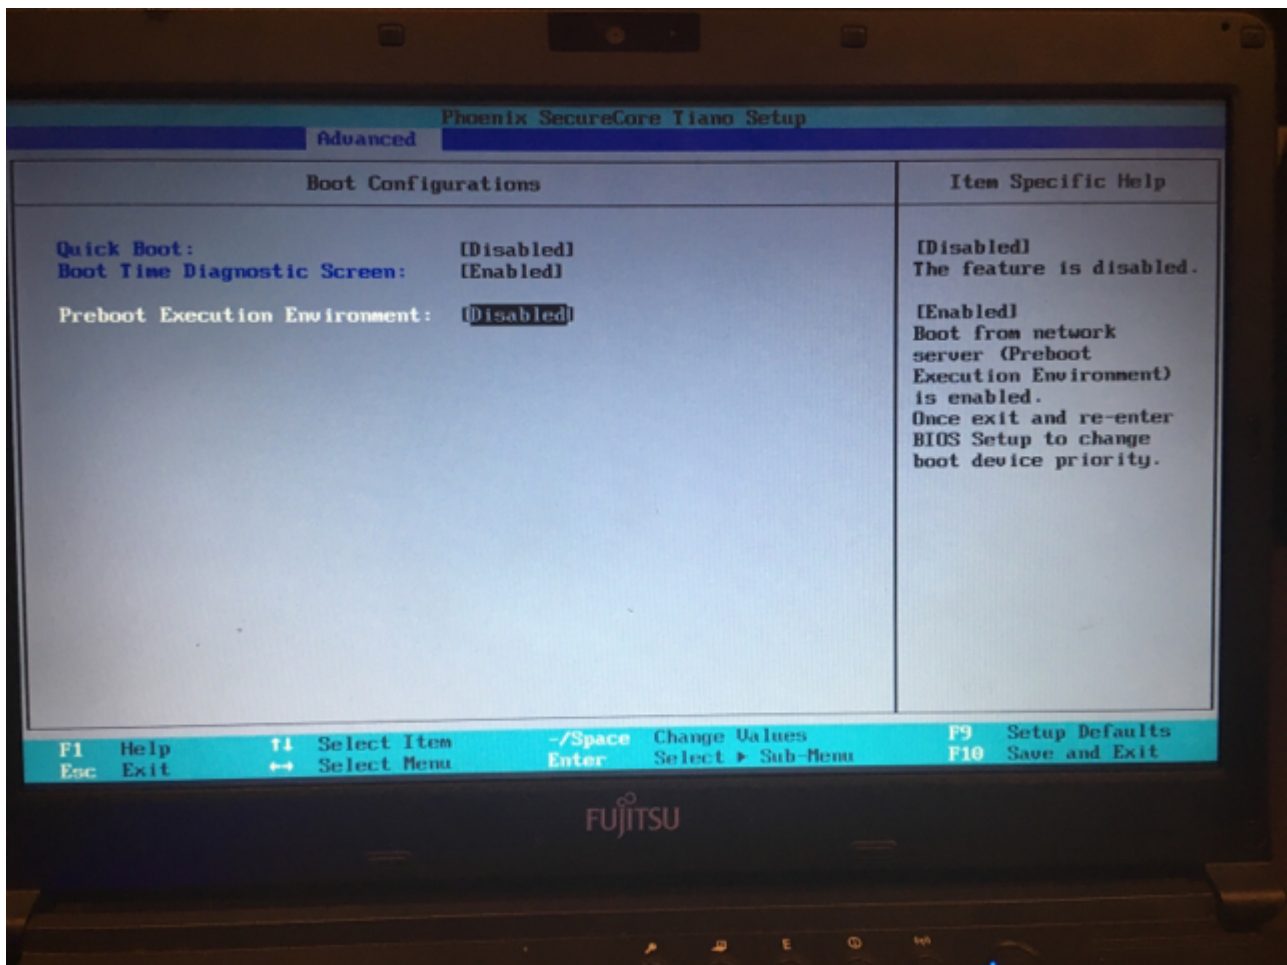 Phoenix SecureCore Tiano Setup
Advanced
Boot Configurations
Quick Boot: [Disabled]
Boot Time Diagnostic Screen: [Enabled]
Preboot Execution Environment: [Disabled]
Item Specific Help
[Disabled]
The feature is disabled.
[Enabled]
Boot from network
server (Preboot
Execution Environment)
is enabled.
Once exit and re-enter
BIOS Setup to change
boot device priority.
F1 Help ↑↓ Select Item -/Space Change Values F9 Setup Defaults
Esc Exit ↔ Select Menu Enter Select ▶ Sub-Menu F10 Save and Exit
FUJITSU
E